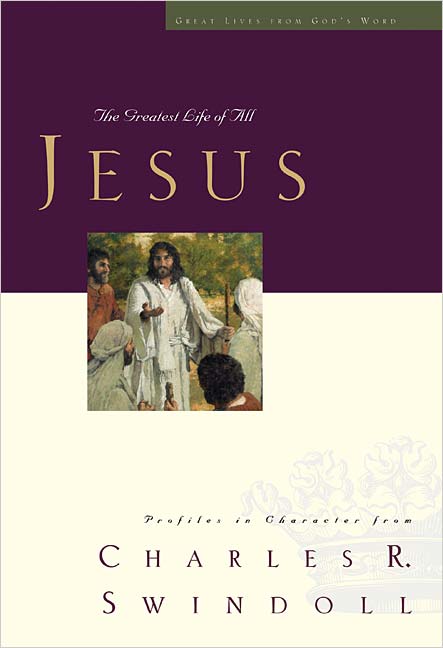 GREAT LIVES FROM GOD'S WORD
The Greatest Life of All
JESUS
Profiles in Character from
CHARLES R.
SWINDOLL